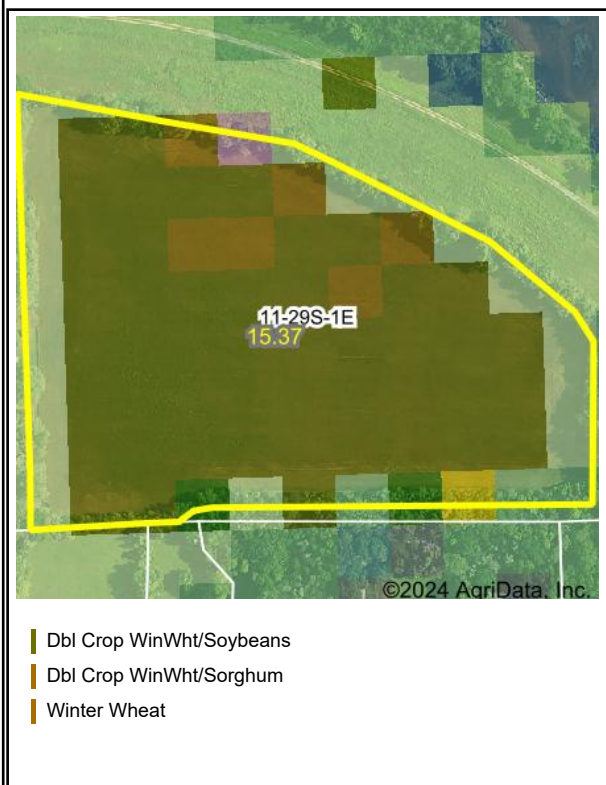 11-29S-1E
15.37
©2024 AgriData, Inc.
Dbl Crop WinWht/Soybeans
Dbl Crop WinWht/Sorghum
Winter Wheat